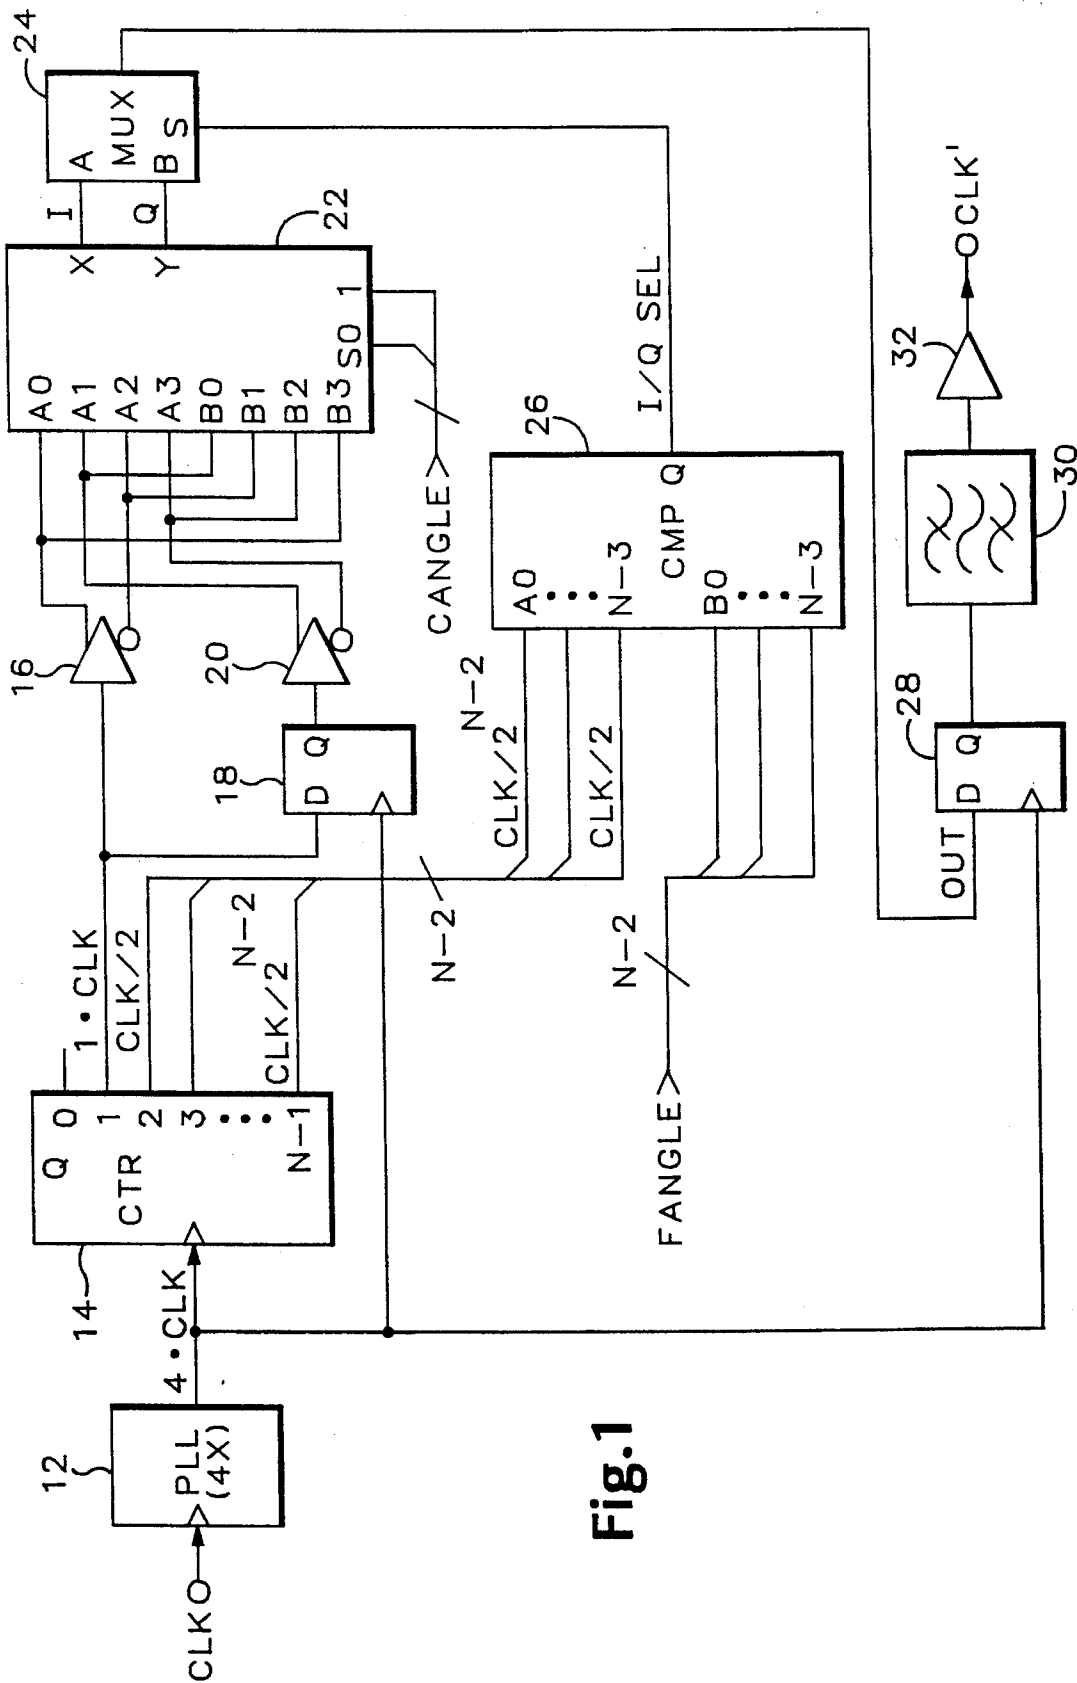 CLK
12
PLL
(4X)
4•CLK
14
Q
0
1
2
3
N-1
CTR
1•CLK
CLK/2
N-2
CLK/2
N-2
16
18
D
Q
20
A0
A1
A2
A3
B0
B1
B2
B3
S0
1
X
Y
22
I
Q
A
MUX
B
S
24
CANGLE>
N-2
CLK/2
CLK/2
A0
N-3
CMP
Q
B0
N-3
26
I/Q SEL
FANGLE>
N-2
OUT
D
Q
28
30
32
CLK'
Fig.1